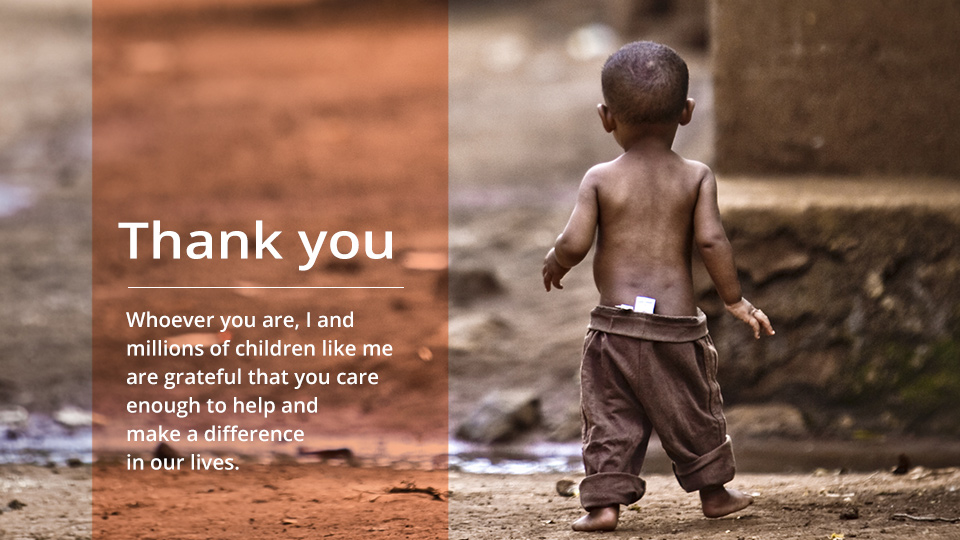 Thank you
Whoever you are, I and
millions of children like me
are grateful that you care
enough to help and
make a difference
in our lives.